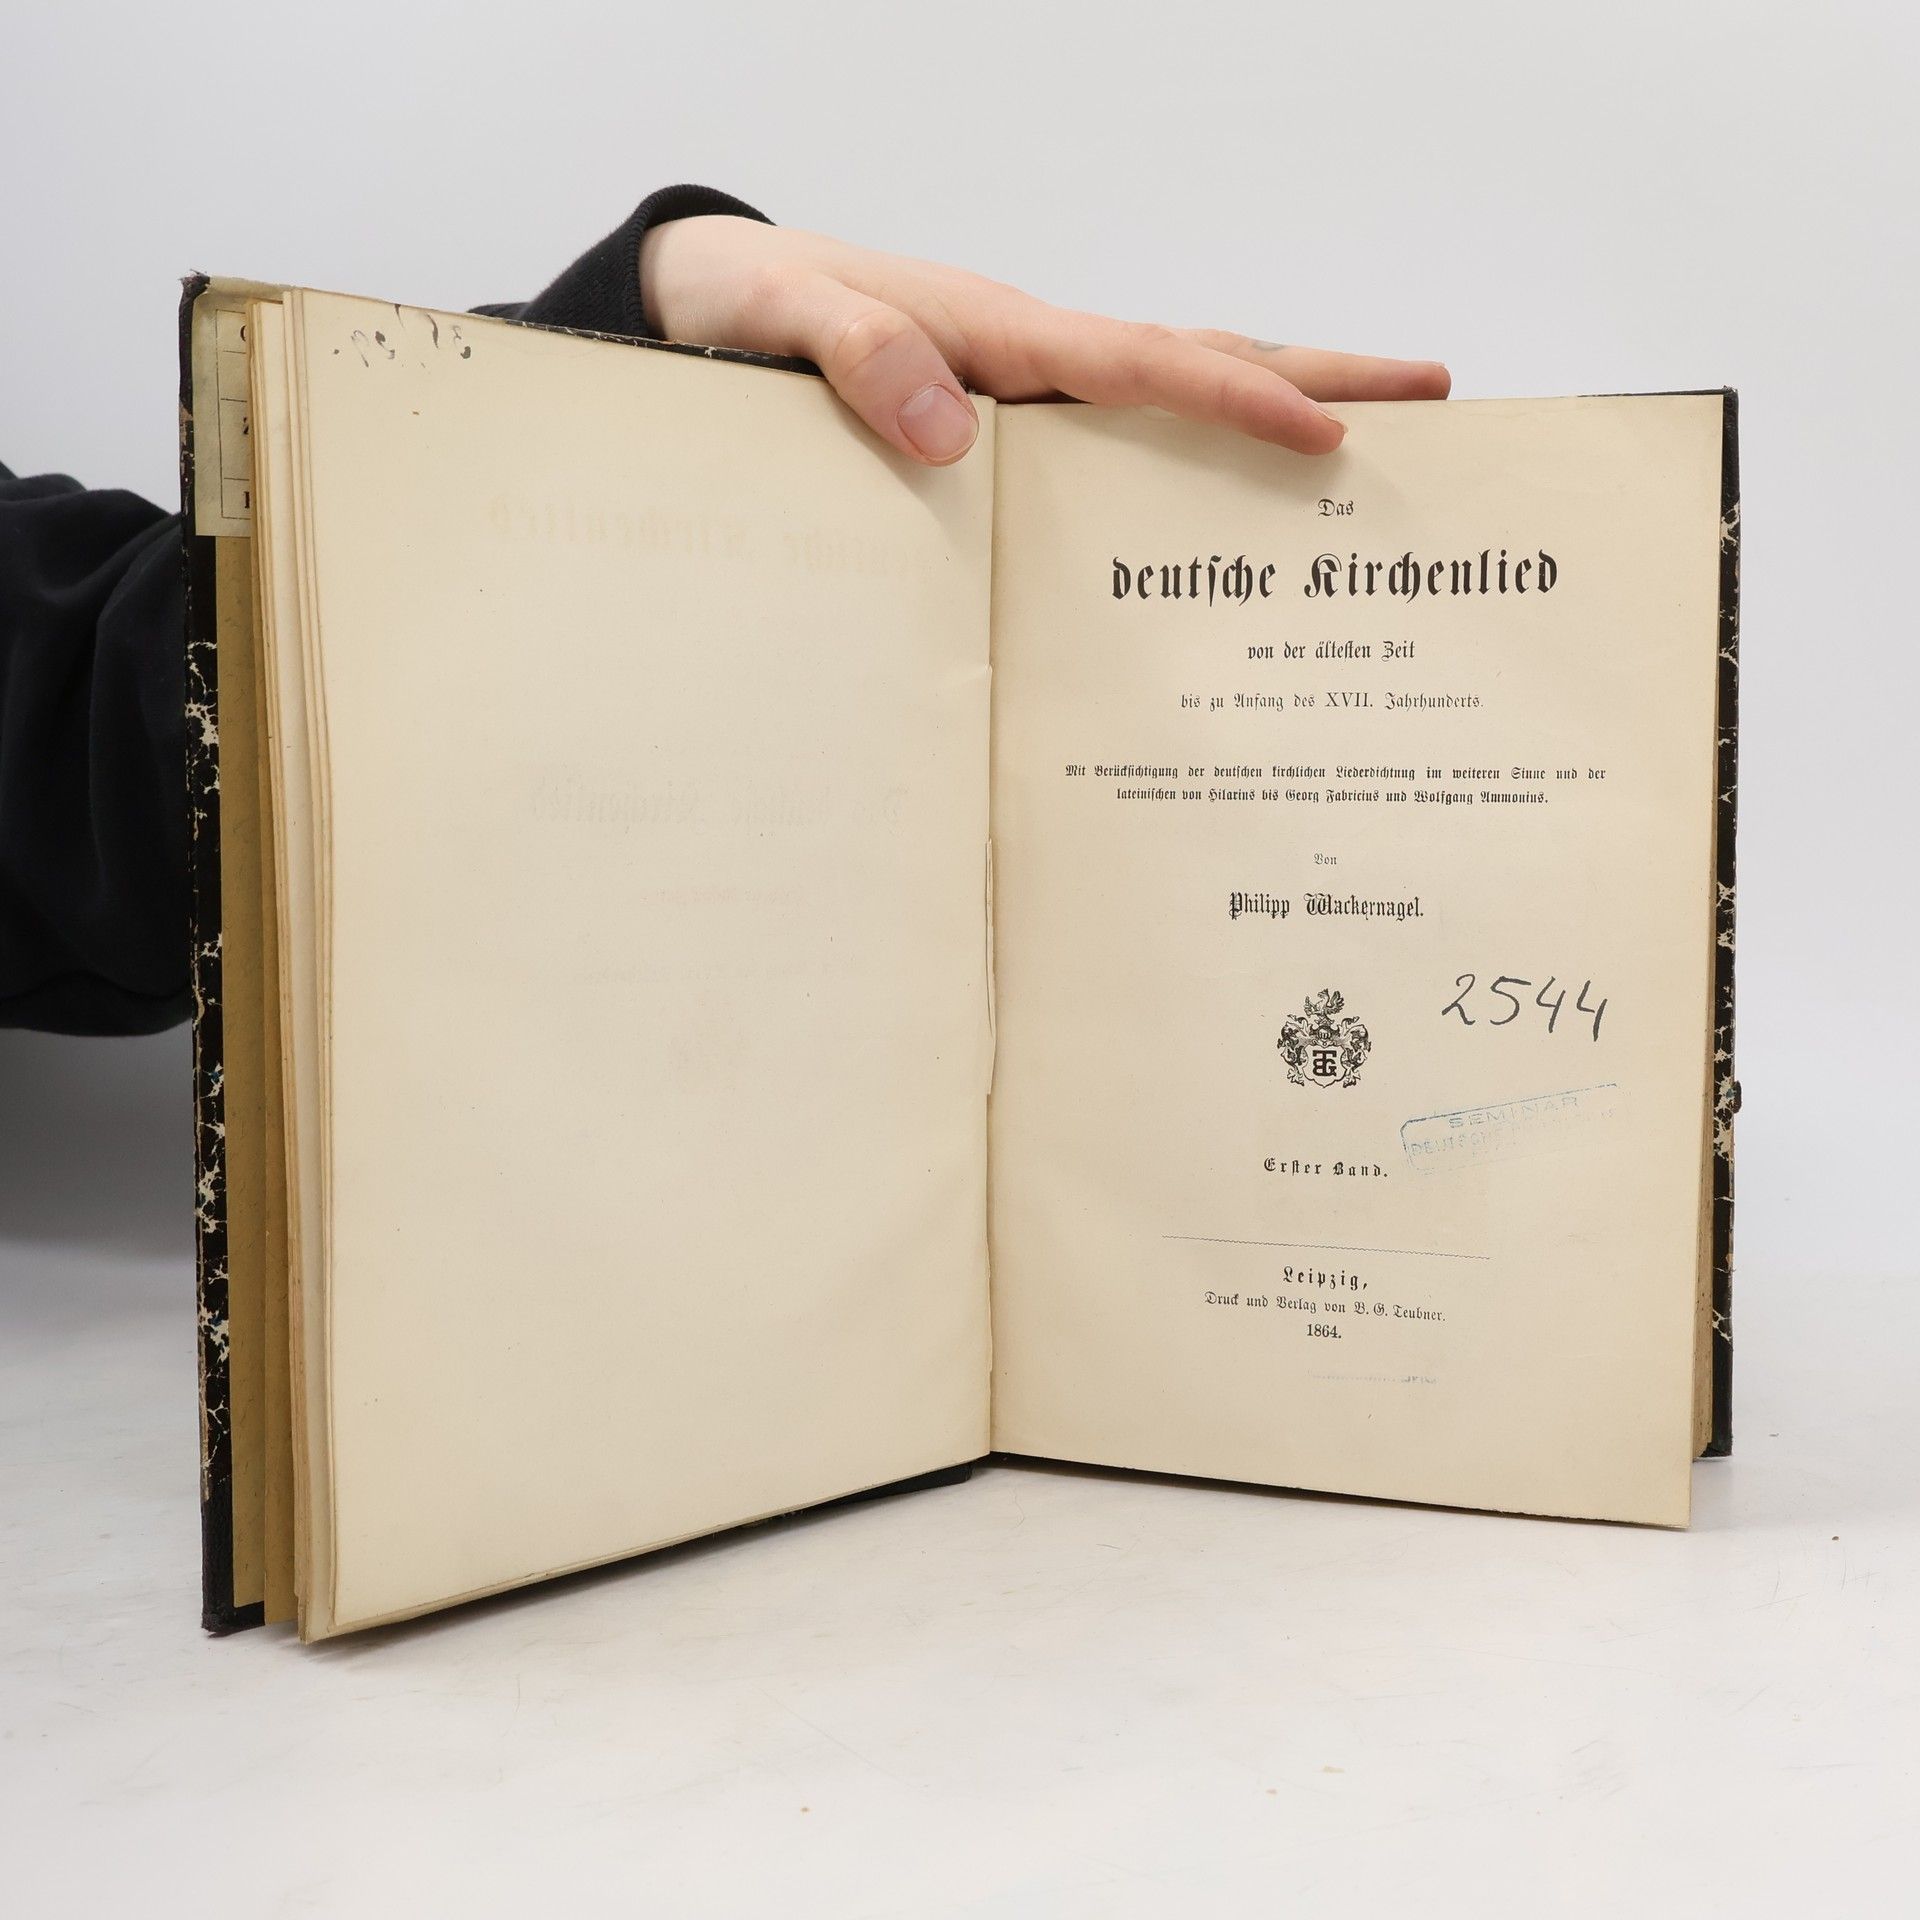 Das
deutsche Kirchenlied
von der ältesten Zeit
bis zu Anfang des XVII. Jahrhunderts.
Mit Berücksichtigung der deutschen kirchlichen Liederdichtung im weiteren Sinne und der
lateinischen von Hilarius bis Georg Fabricius und Wolfgang Ammonius.
Von
Philipp Wackernagel.
2544
SEMINAR
Erster Band.
Leipzig,
Druck und Verlag von B. G. Teubner.
1864.